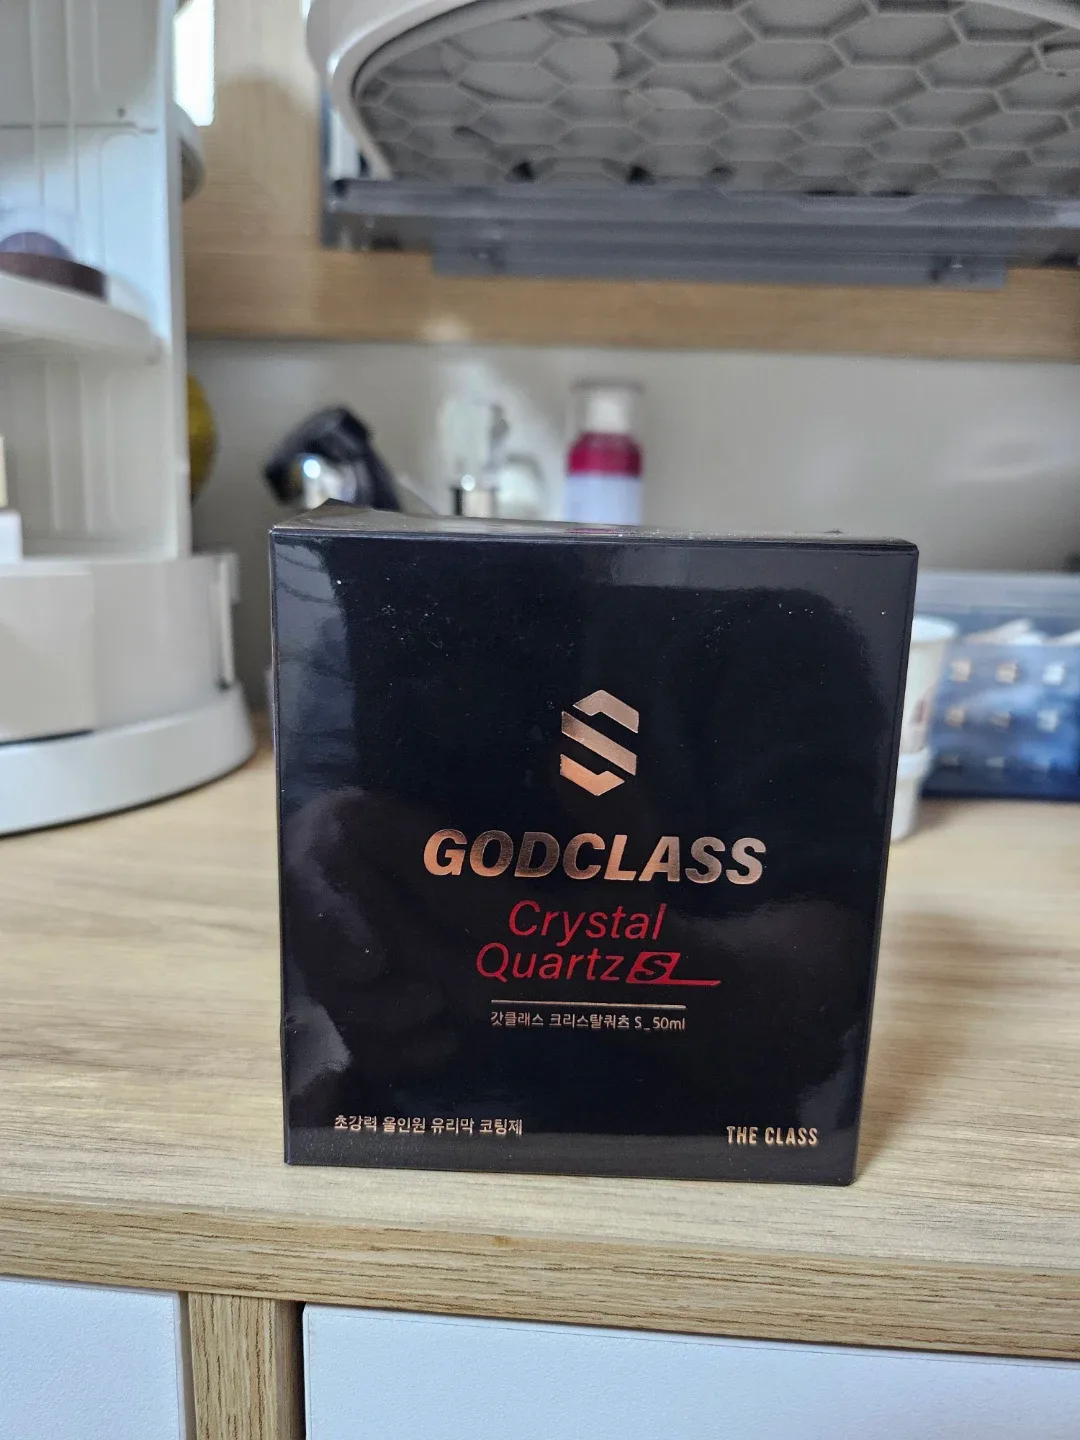 GODCLASS
Crystal
Quartz S
갓클래스 크리스탈쿼츠 S_50ml
초강력 올인원 유리막 코팅제
THE CLASS